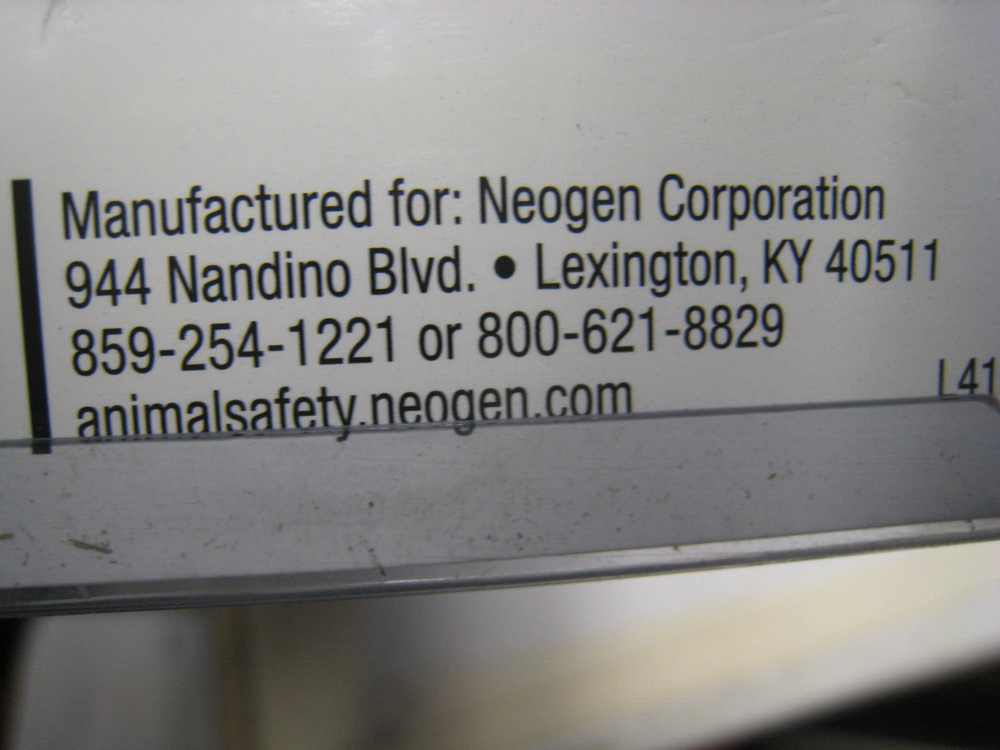 Manufactured for: Neogen Corporation
944 Nandino Blvd. • Lexington, KY 40511
859-254-1221 or 800-621-8829
animalsafety.neogen.com
L41